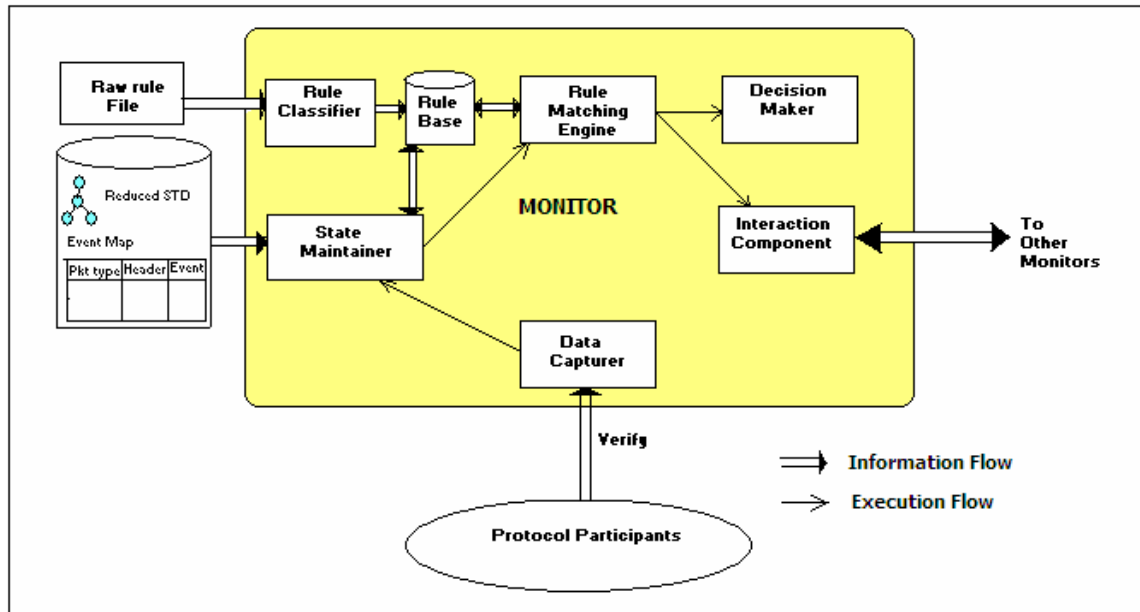 Raw rule
File
Rule
Classifier
Rule
Base
Rule
Matching
Engine
Decision
Maker
Reduced STD
Event Map
Pkt type Header Event
State
Maintainer
MONITOR
Interaction
Component
To
Other
Monitors
Data
Capturer
Verify
Information Flow
Execution Flow
Protocol Participants